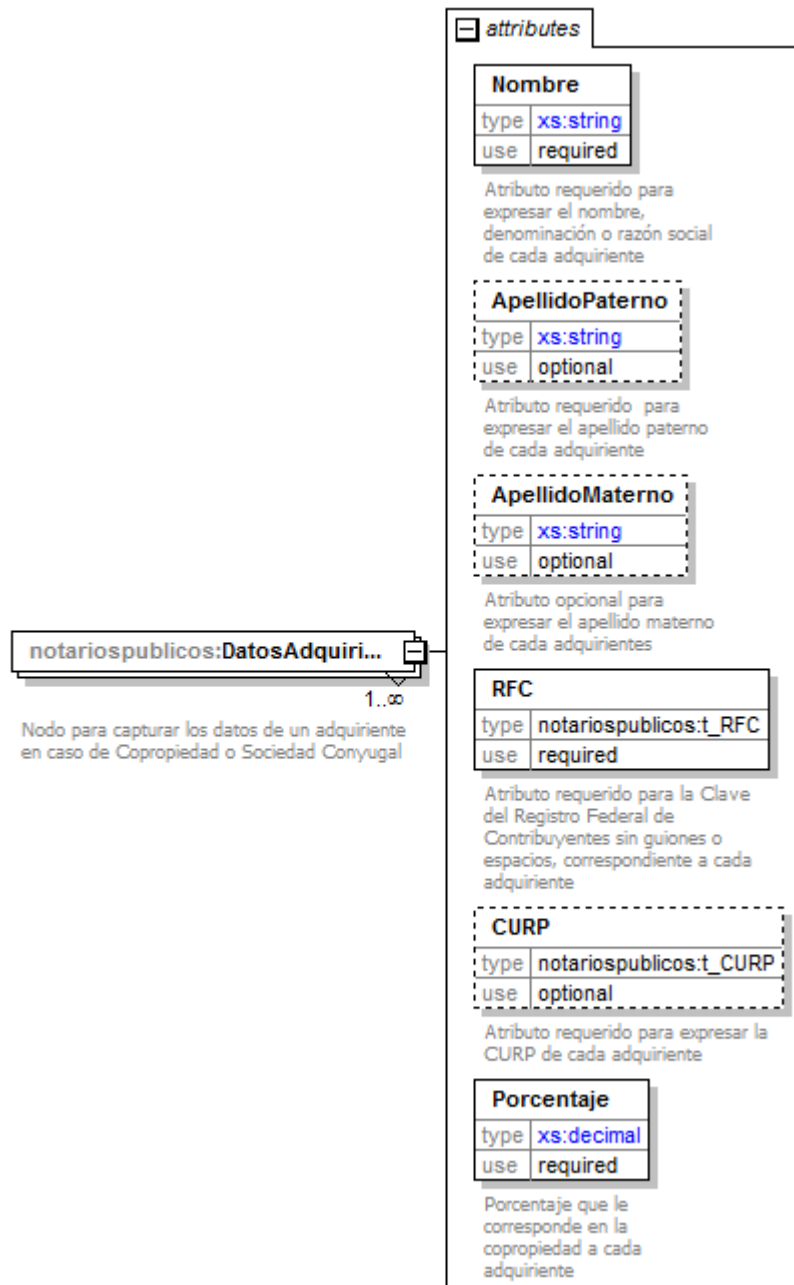 attributes
Nombre
type xs:string
use required
Atributo requerido para
expresar el nombre,
denominación o razón social
de cada adquiriente
ApellidoPaterno
type xs:string
use optional
Atributo requerido  para
expresar el apellido paterno
de cada adquiriente
ApellidoMaterno
type xs:string
use optional
Atributo opcional para
expresar el apellido materno
de cada adquirientes
notariospublicos:DatosAdquiri...
1..∞
Nodo para capturar los datos de un adquiriente
en caso de Copropiedad o Sociedad Conyugal
RFC
type notariospublicos:t_RFC
use required
Atributo requerido para la Clave
del Registro Federal de
Contribuyentes sin guiones o
espacios, correspondiente a cada
adquiriente
CURP
type notariospublicos:t_CURP
use optional
Atributo requerido para expresar la
CURP de cada adquiriente
Porcentaje
type xs:decimal
use required
Porcentaje que le
corresponde en la
copropiedad a cada
adquiriente